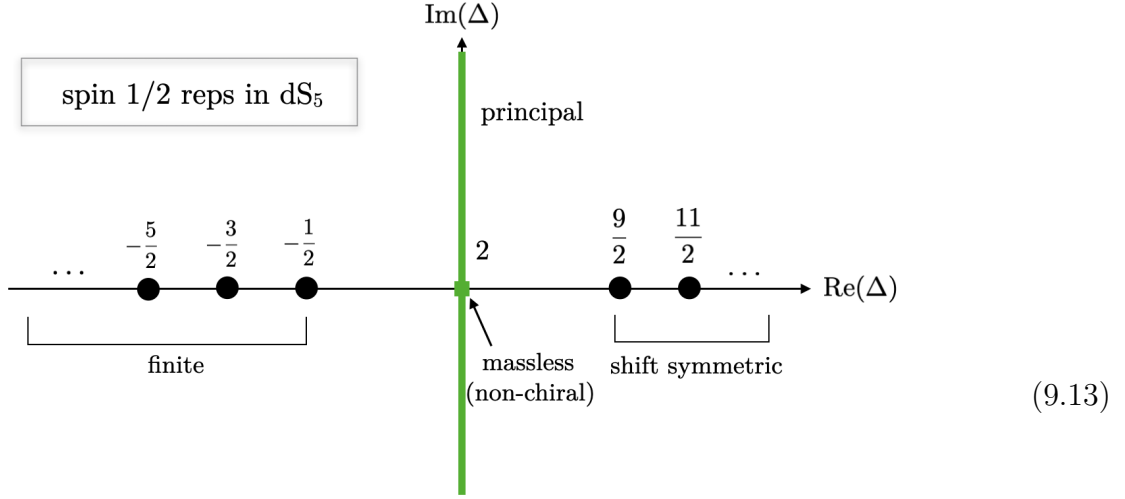 Im(Δ)
spin 1/2 reps in dS₅
principal
-5/2 -3/2 -1/2 2 9/2 11/2
... ...
Re(Δ)
finite
massless
(non-chiral)
shift symmetric
(9.13)